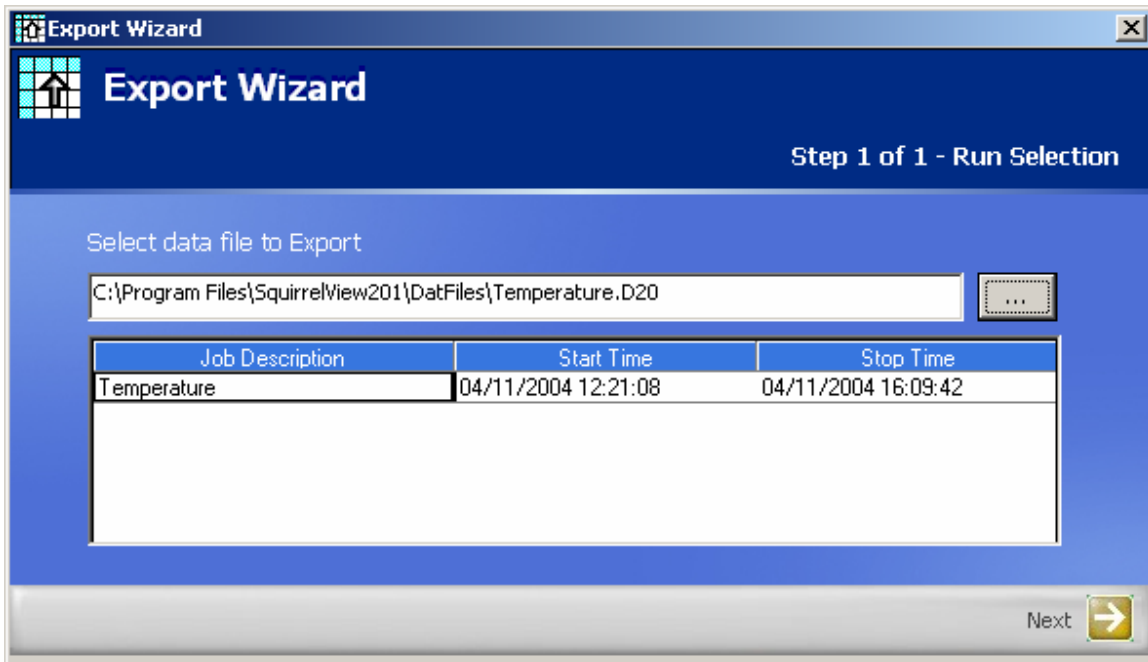 Export Wizard
Export Wizard
Step 1 of 1 - Run Selection
Select data file to Export
C:\Program Files\SquirrelView201\DatFiles\Temperature.D20 ...
Job Description Start Time Stop Time
Temperature 04/11/2004 12:21:08 04/11/2004 16:09:42
Next